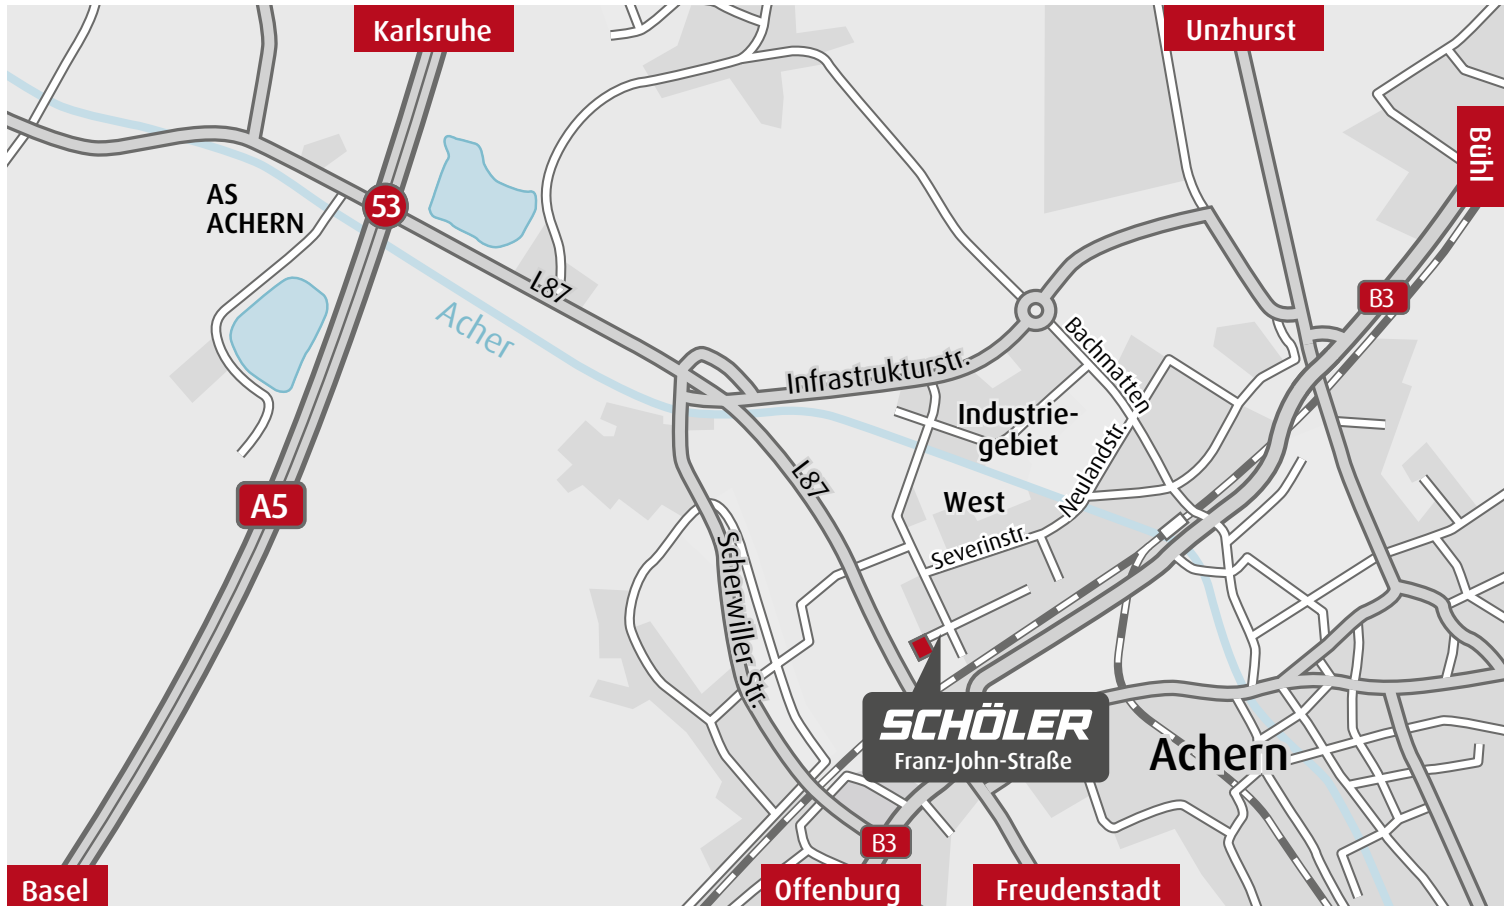 Karlsruhe
Unzhurst
Bühl
AS
ACHERN
53
L87
B3
Acher
Bachmatten
Infrastrukturstr.
Industrie-
gebiet
Neulandstr.
L87
West
A5
Severinstr.
Scherwiller Str.
SCHÖLER
Franz-John-Straße
Achern
B3
Basel
Offenburg
Freudenstadt